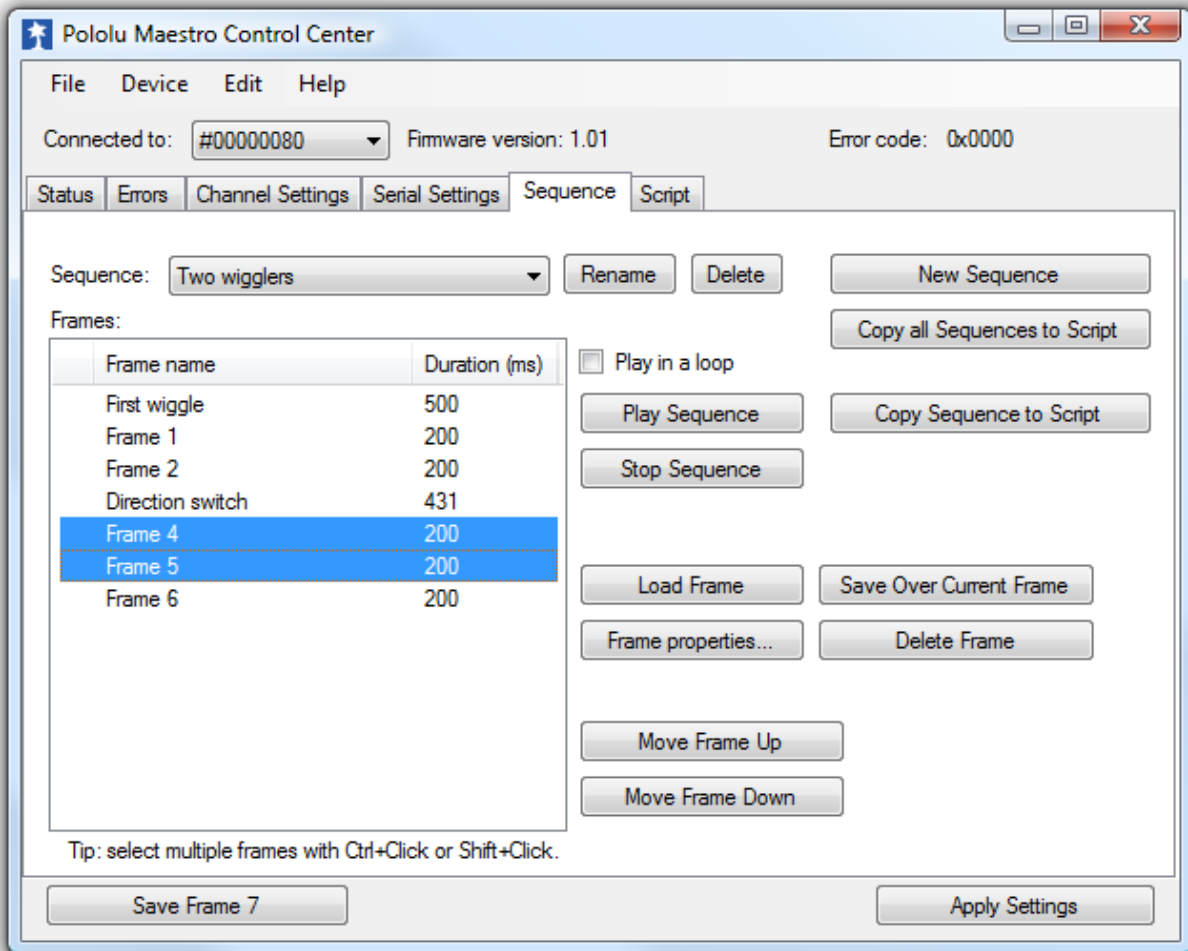 Pololu Maestro Control Center
File Device Edit Help
Connected to: #00000080 Firmware version: 1.01 Error code: 0x0000
Status Errors Channel Settings Serial Settings Sequence Script
Sequence: Two wigglers Rename Delete New Sequence
Frames:
Copy all Sequences to Script
Frame name Duration (ms)
Play in a loop
First wiggle 500
Play Sequence Copy Sequence to Script
Frame 1 200
Frame 2 200
Stop Sequence
Direction switch 431
Frame 4 200
Frame 5 200
Load Frame Save Over Current Frame
Frame 6 200
Frame properties... Delete Frame
Move Frame Up
Move Frame Down
Tip: select multiple frames with Ctrl+Click or Shift+Click.
Save Frame 7 Apply Settings